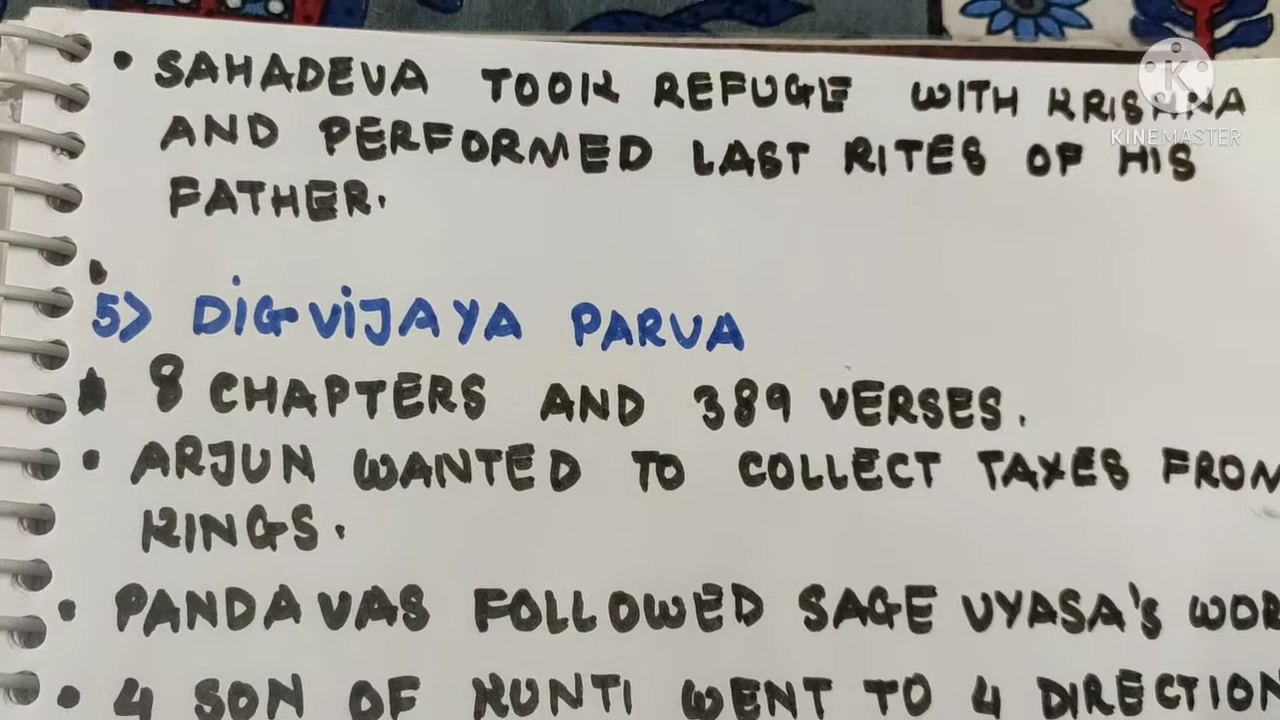 • SAHADEVA TOOK REFUGE WITH KRISHNA
AND PERFORMED LAST RITES OF HIS
FATHER.
5> DIGVIJAYA PARVA
8 CHAPTERS AND 389 VERSES.
• ARJUN WANTED TO COLLECT TAXES FROM
KINGS.
• PANDAVAS FOLLOWED SAGE VYASA'S WOR
• 4 SON OF KUNTI WENT TO 4 DIRECTION
K
KINEMASTER